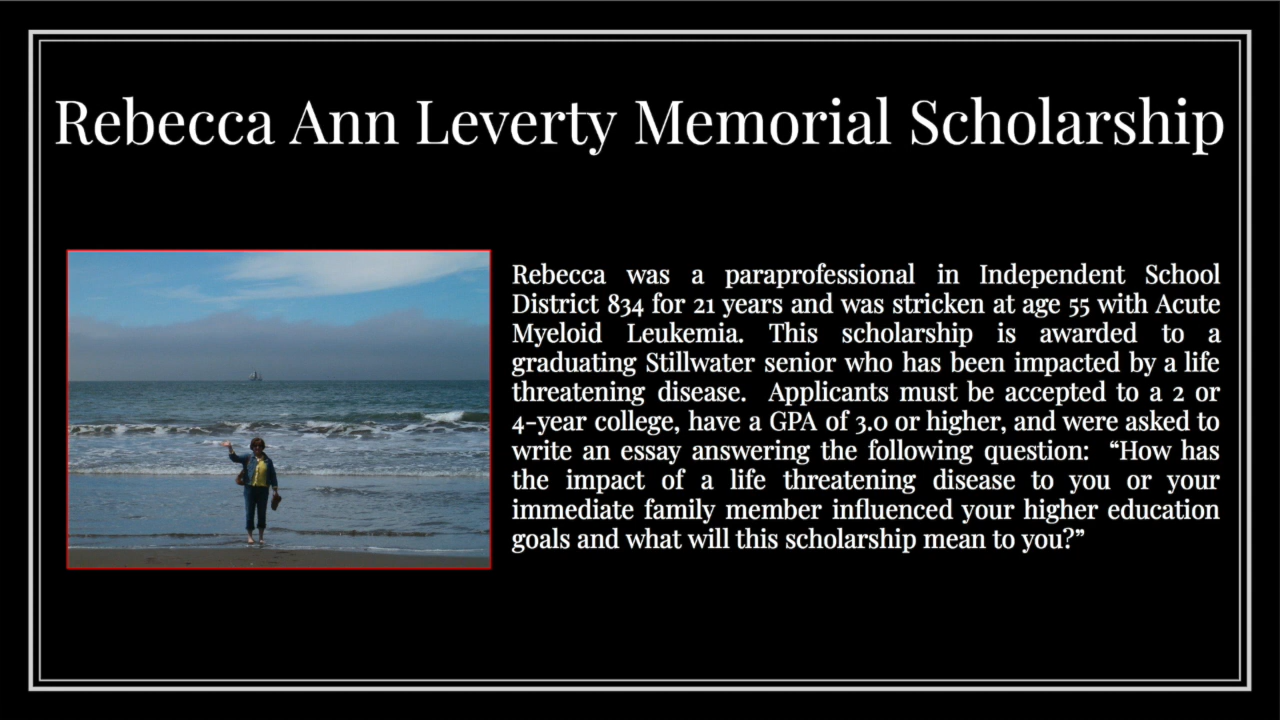 Rebecca Ann Leverty Memorial Scholarship
Rebecca was a paraprofessional in Independent School
District 834 for 21 years and was stricken at age 55 with Acute
Myeloid Leukemia. This scholarship is awarded to a
graduating Stillwater senior who has been impacted by a life
threatening disease.  Applicants must be accepted to a 2 or
4-year college, have a GPA of 3.0 or higher, and were asked to
write an essay answering the following question:  “How has
the impact of a life threatening disease to you or your
immediate family member influenced your higher education
goals and what will this scholarship mean to you?”